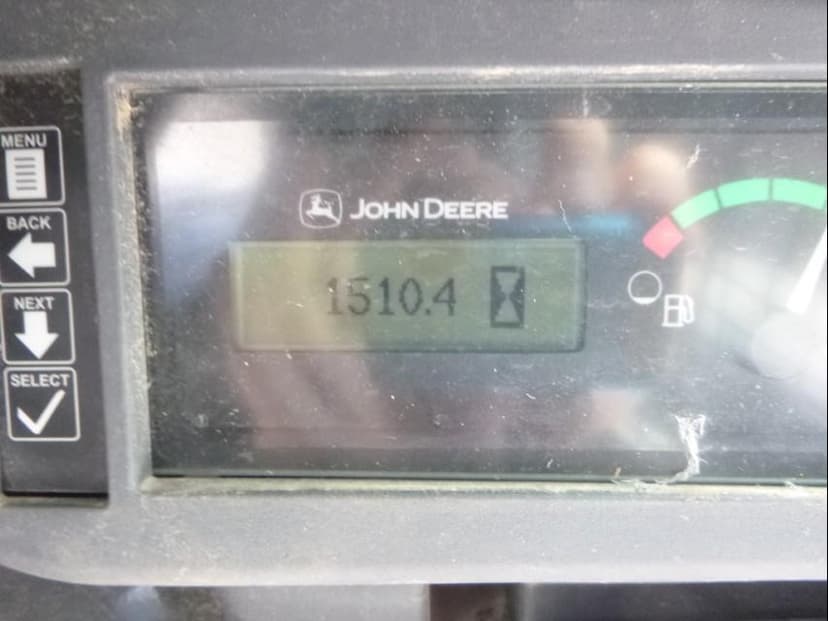 MENU
BACK
NEXT
SELECT
JOHN DEERE
1510.4